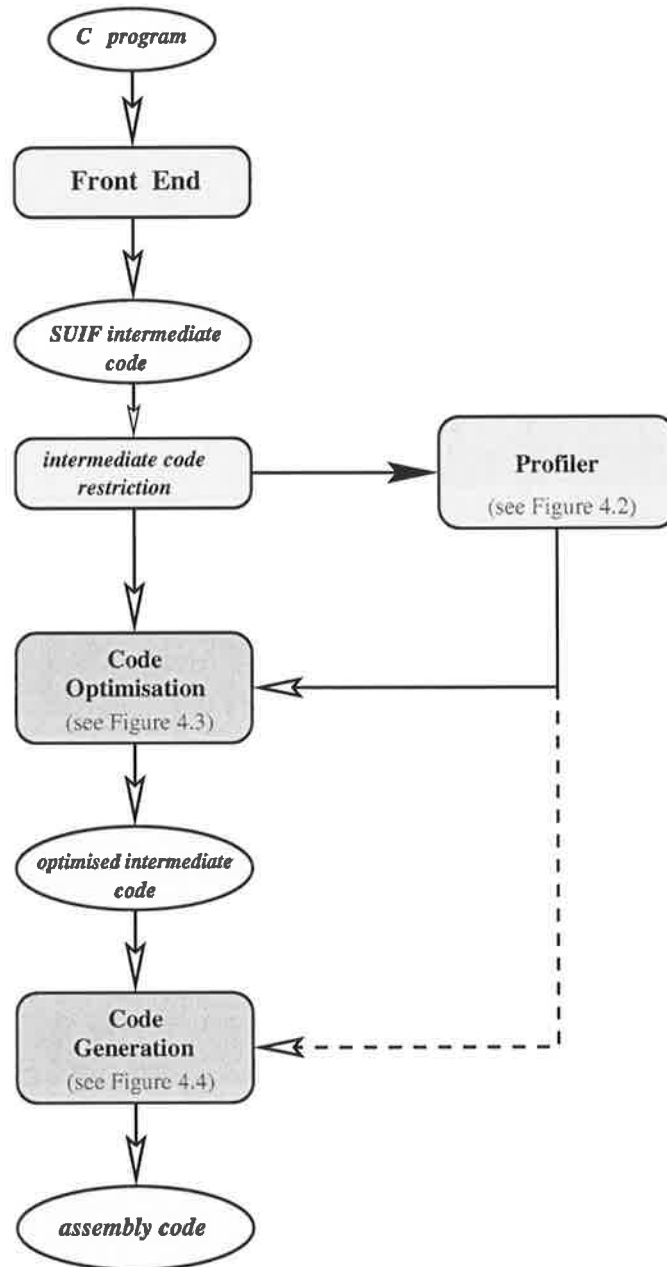 C program
Front End
SUIF intermediate
code
intermediate code
restriction
Profiler
(see Figure 4.2)
Code
Optimisation
(see Figure 4.3)
optimised intermediate
code
Code
Generation
(see Figure 4.4)
assembly code